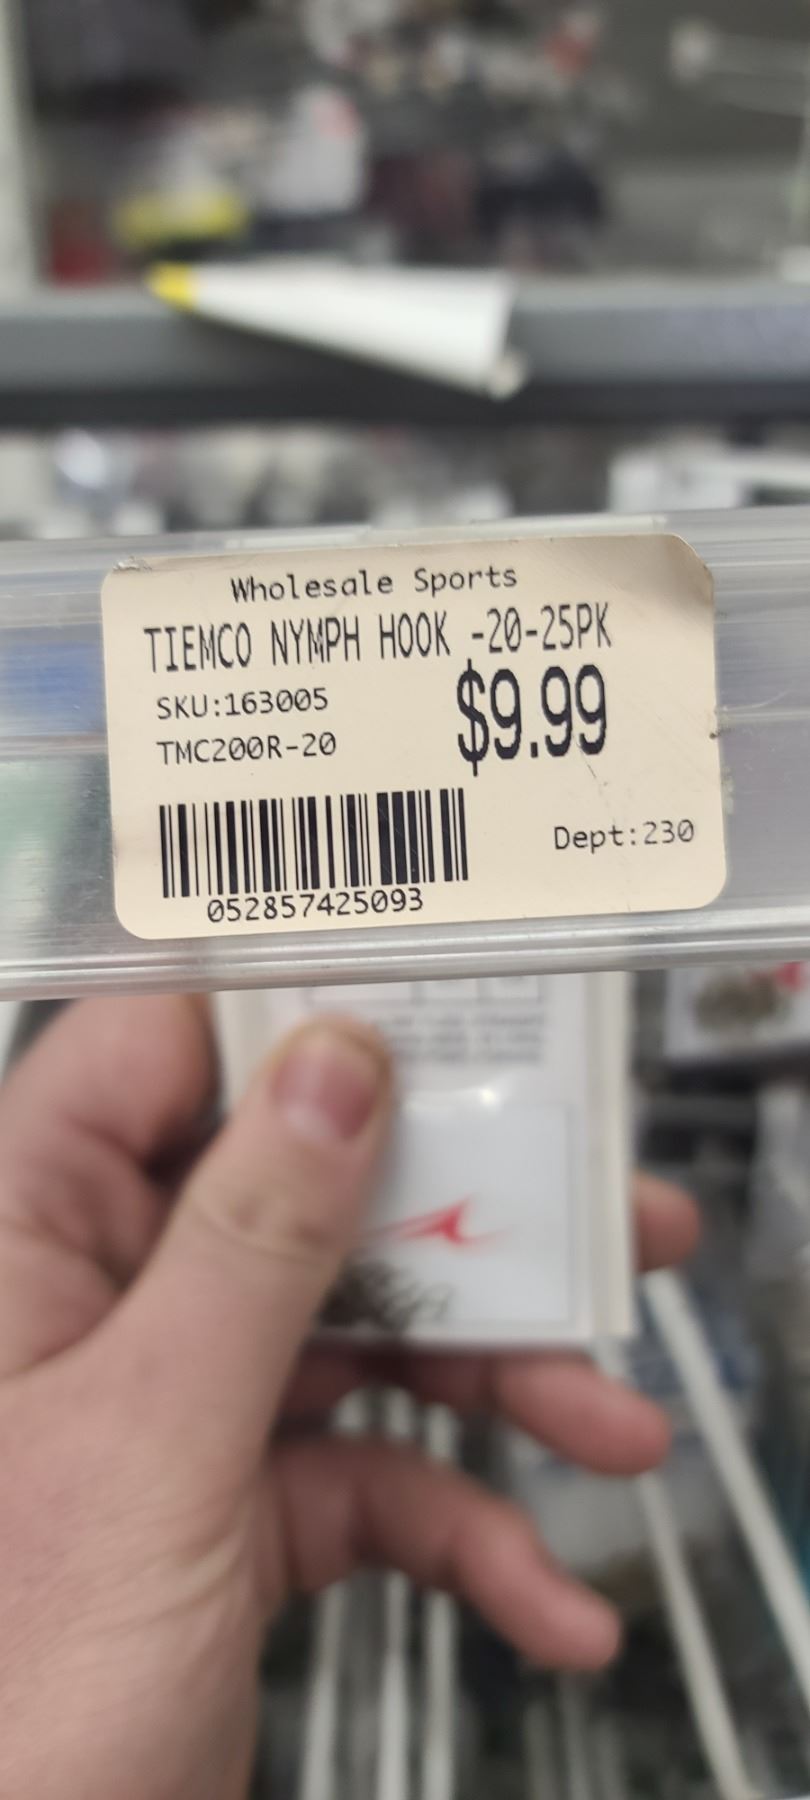 Wholesale Sports
TIEMCO NYMPH HOOK -20-25PK
SKU:163005
$9.99
TMC200R-20
Dept:230
052857425093